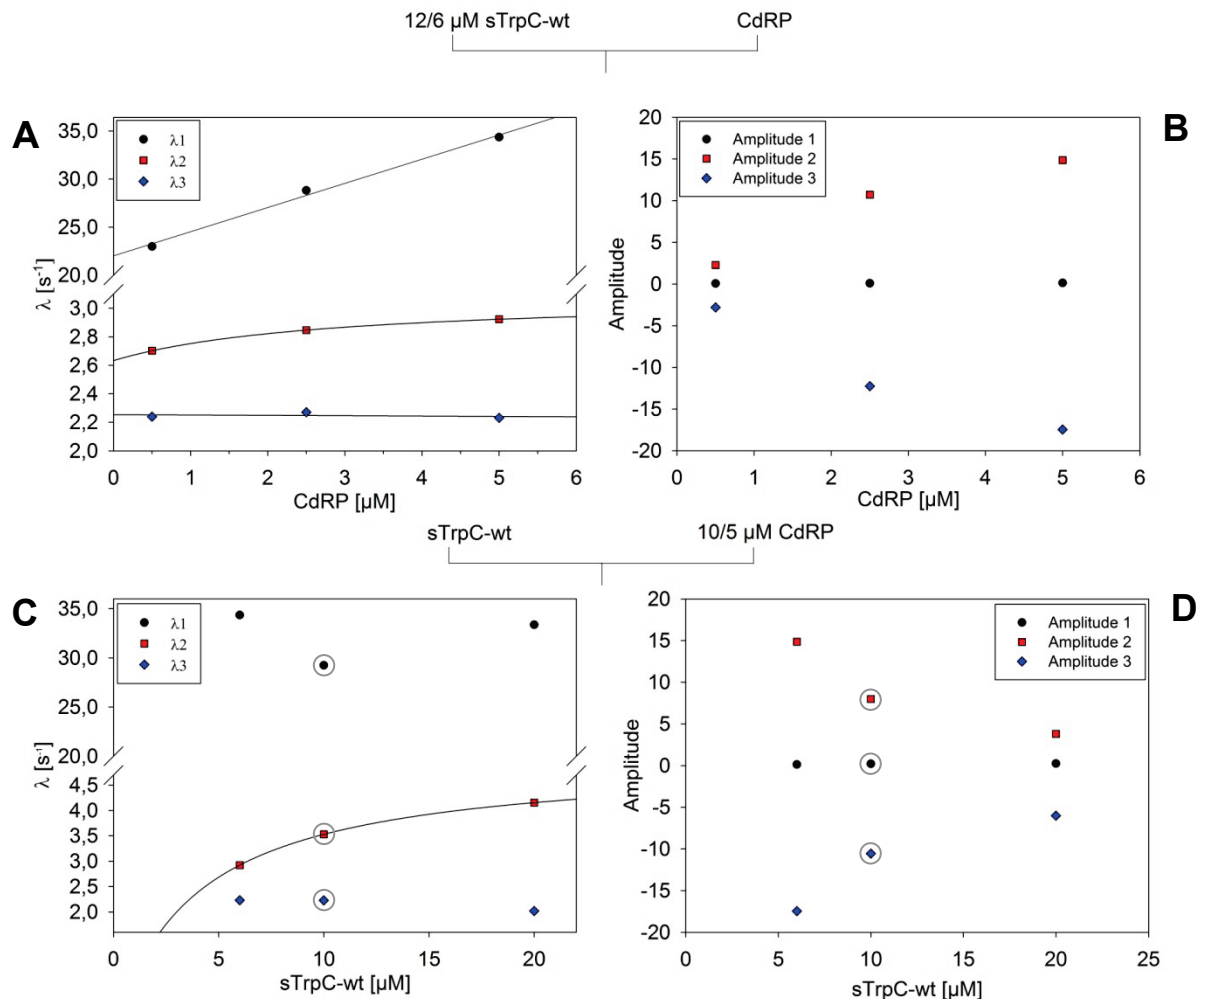 12/6 µM sTrpC-wt CdRP
A
λ1
λ2
λ3
35,0
30,0
25,0
20,0
3,0
2,8
2,6
2,4
2,2
2,0
λ [s⁻¹]
0 1 2 3 4 5 6
CdRP [µM]
B
Amplitude 1
Amplitude 2
Amplitude 3
20
15
10
5
0
-5
-10
-15
-20
Amplitude
0 1 2 3 4 5 6
CdRP [µM]
sTrpC-wt 10/5 µM CdRP
C
λ1
λ2
λ3
35,0
30,0
25,0
20,0
4,5
4,0
3,5
3,0
2,5
2,0
λ [s⁻¹]
0 5 10 15 20
sTrpC-wt [µM]
D
Amplitude 1
Amplitude 2
Amplitude 3
20
15
10
5
0
-5
-10
-15
-20
Amplitude
0 5 10 15 20 25
sTrpC-wt [µM]